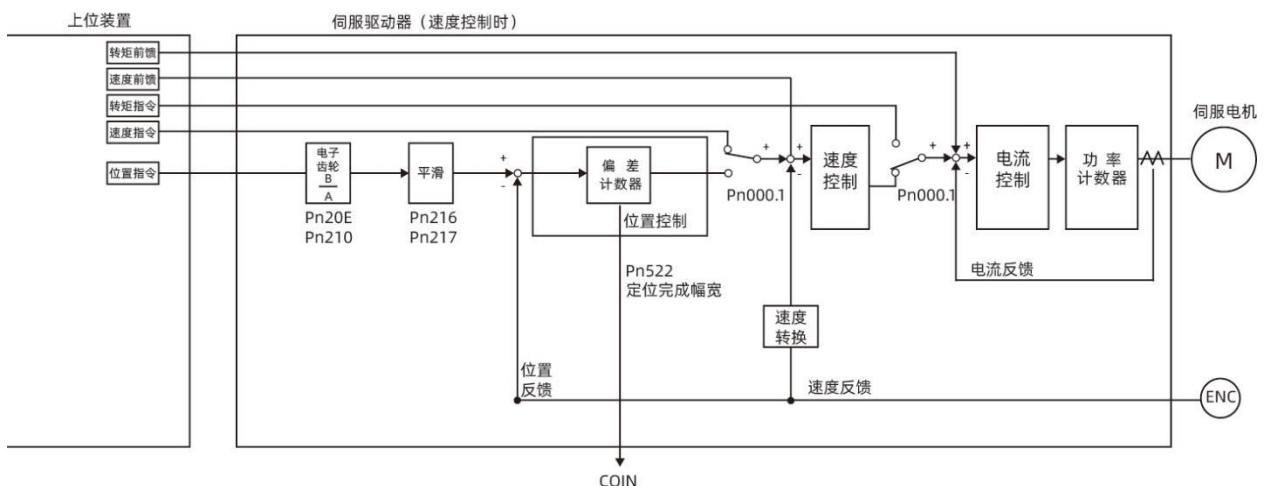 上位装置
伺服驱动器（速度控制时）
转矩前馈
速度前馈
转矩指令
速度指令
位置指令
电子
齿轮
B
A
Pn20E
Pn210
平滑
Pn216
Pn217
+
-
偏 差
计数器
位置控制
Pn522
定位完成幅宽
COIN
Pn000.1
+
+
-
速度
控制
Pn000.1
+
+
-
电流
控制
功 率
计数器
伺服电机
M
电流反馈
速度
转换
位置
反馈
速度反馈
ENC